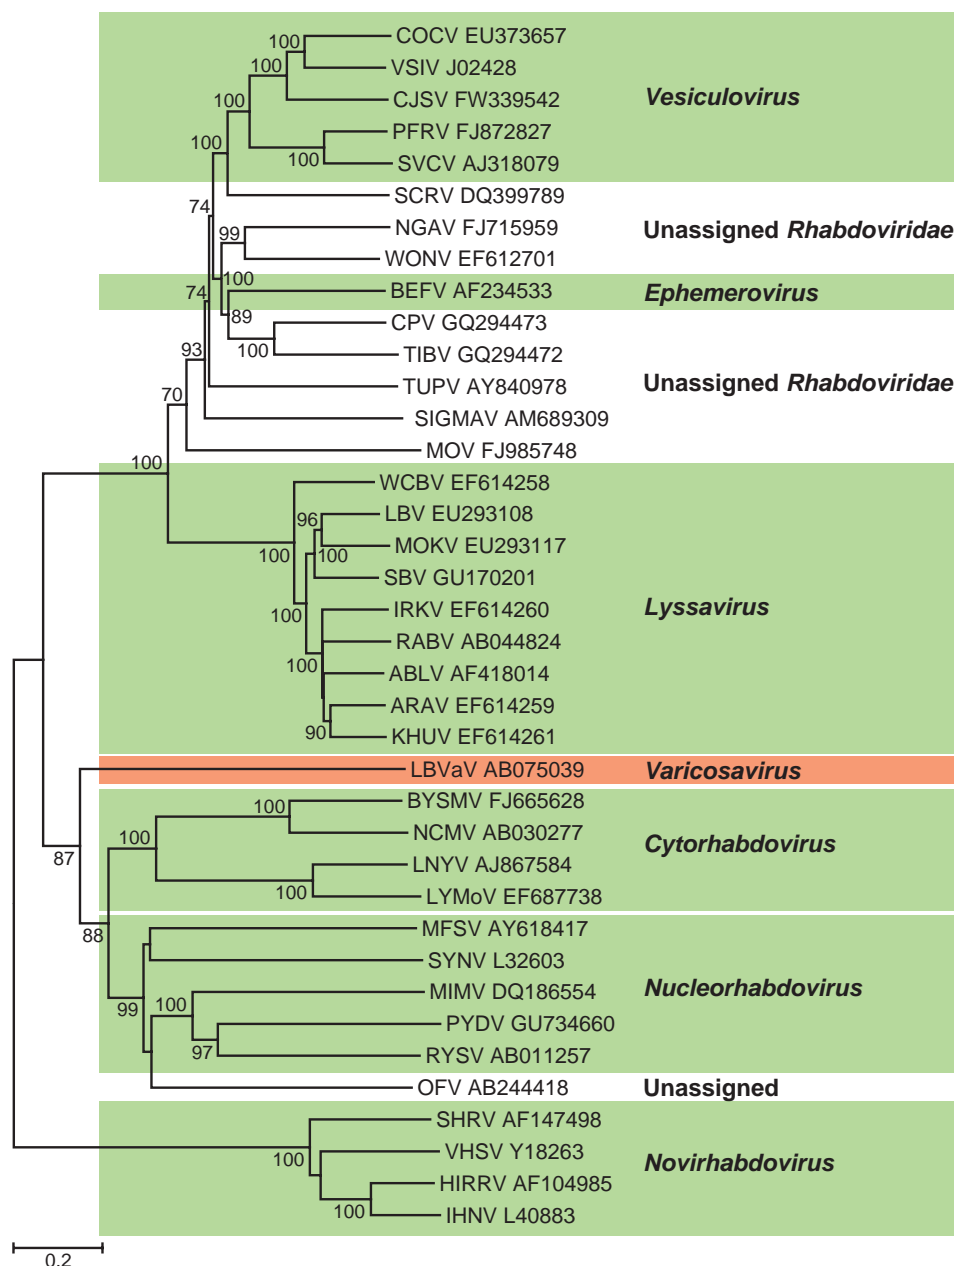 100
COCV EU373657
100
VSIV J02428
100
CJSV FW339542
Vesiculovirus
100
PFRV FJ872827
100
SVCV AJ318079
SCRV DQ399789
74
99
NGAV FJ715959
Unassigned Rhabdoviridae
WONV EF612701
100
74
BEFV AF234533
Ephemerovirus
89
CPV GQ294473
100
TIBV GQ294472
93
TUPV AY840978
Unassigned Rhabdoviridae
70
SIGMAV AM689309
MOV FJ985748
100
WCBV EF614258
96
LBV EU293108
100
100
MOKV EU293117
SBV GU170201
100
IRKV EF614260
Lyssavirus
RABV AB044824
100
ABLV AF418014
ARAV EF614259
90
KHUV EF614261
LBVaV AB075039
Varicosavirus
100
BYSMV FJ665628
100
NCMV AB030277
Cytorhabdovirus
87
LNYV AJ867584
100
LYMoV EF687738
88
MFSV AY618417
SYNV L32603
Nucleorhabdovirus
100
MIMV DQ186554
99
PYDV GU734660
97
RYSV AB011257
OFV AB244418
Unassigned
SHRV AF147498
100
VHSV Y18263
Novirhabdovirus
HIRRV AF104985
100
IHNV L40883
0.2